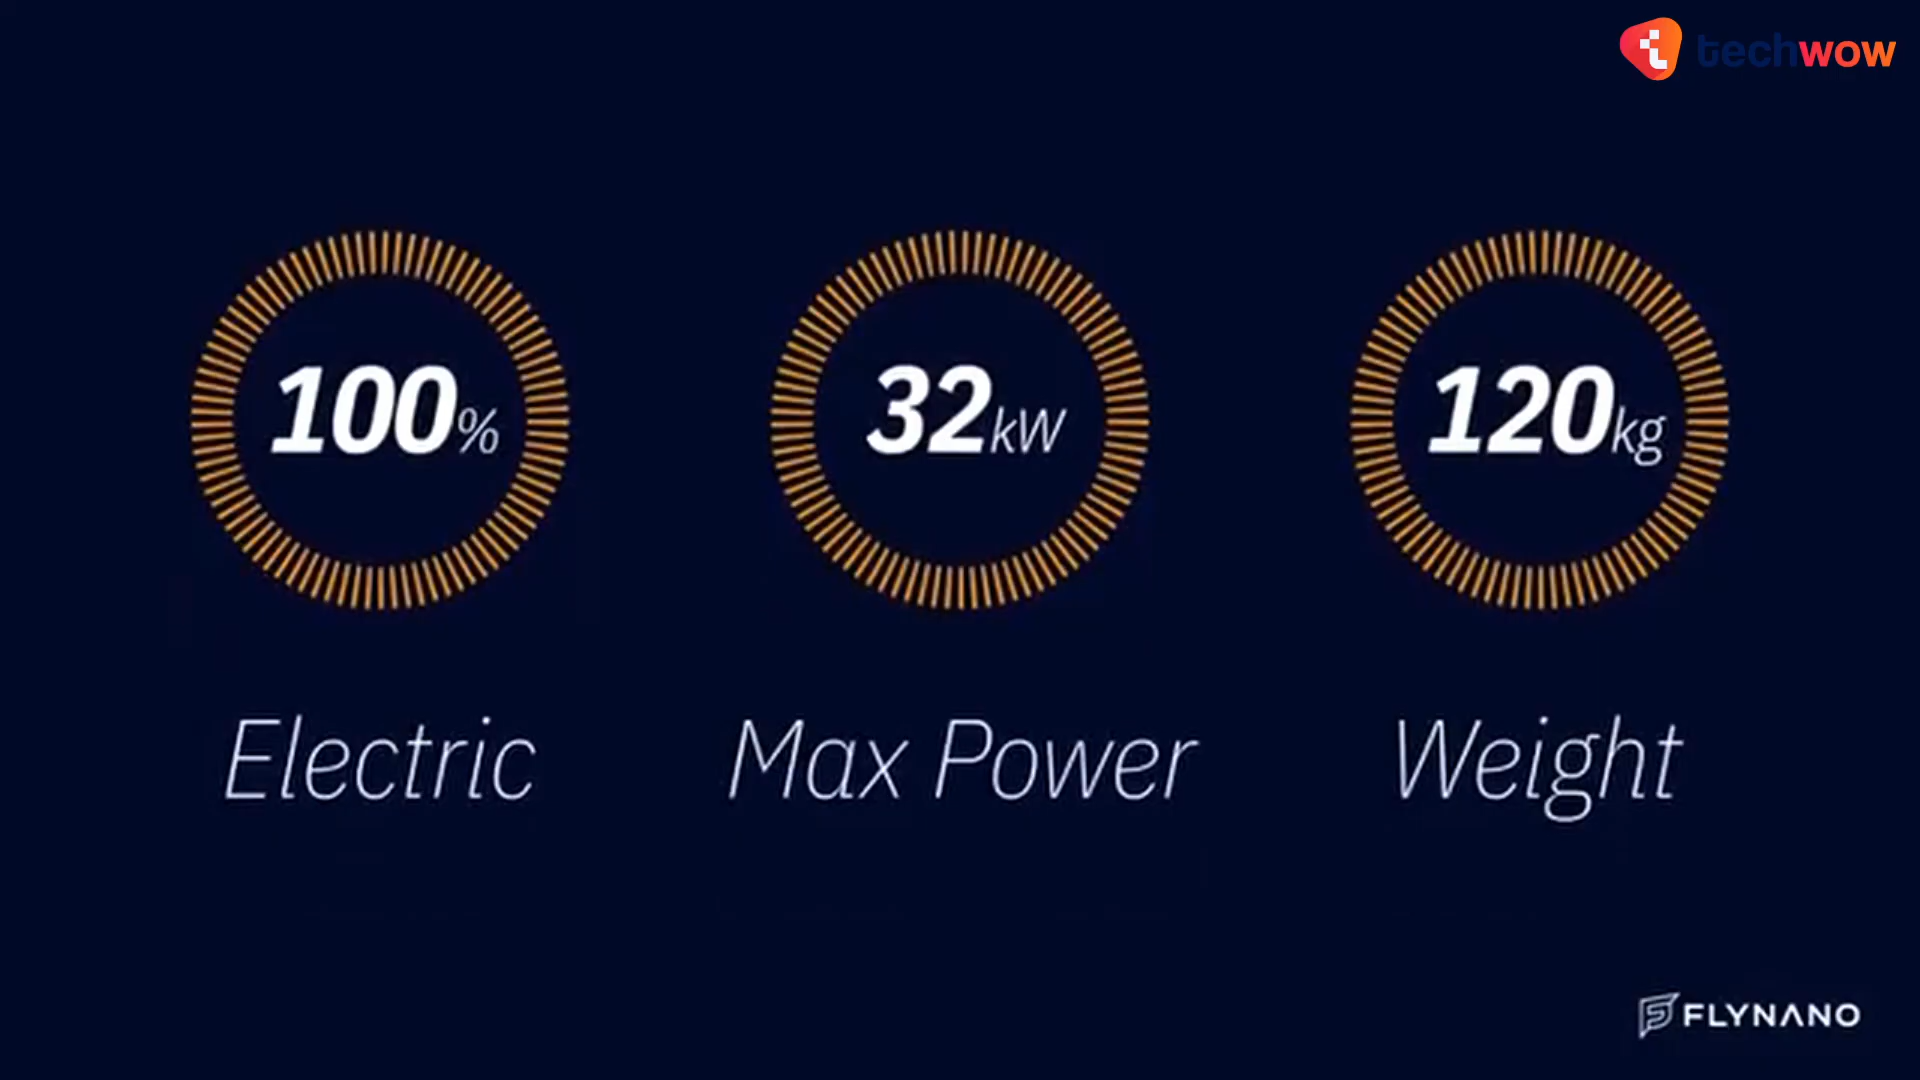 techwow
100%
32kW
120kg
Electric
Max Power
Weight
FLYNANO